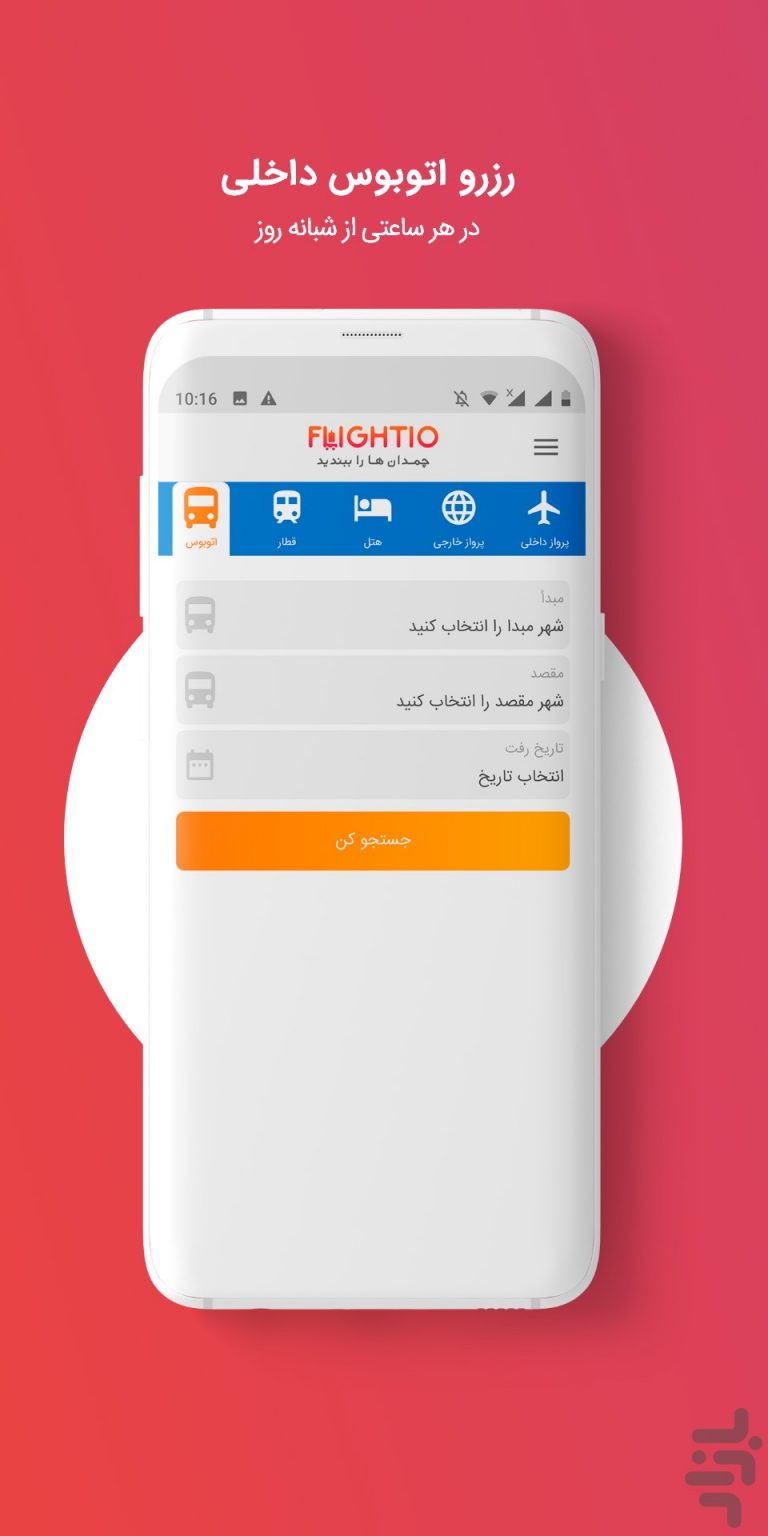 رزرو اتوبوس داخلی
در هر ساعتی از شبانه روز
10:16
FLIGHTIO
چمدان ها را ببندید
پرواز داخلی
پرواز خارجی
هتل
قطار
اتوبوس
مبدأ
شهر مبدا را انتخاب کنید
مقصد
شهر مقصد را انتخاب کنید
تاریخ رفت
انتخاب تاریخ
جستجو کن
بازار